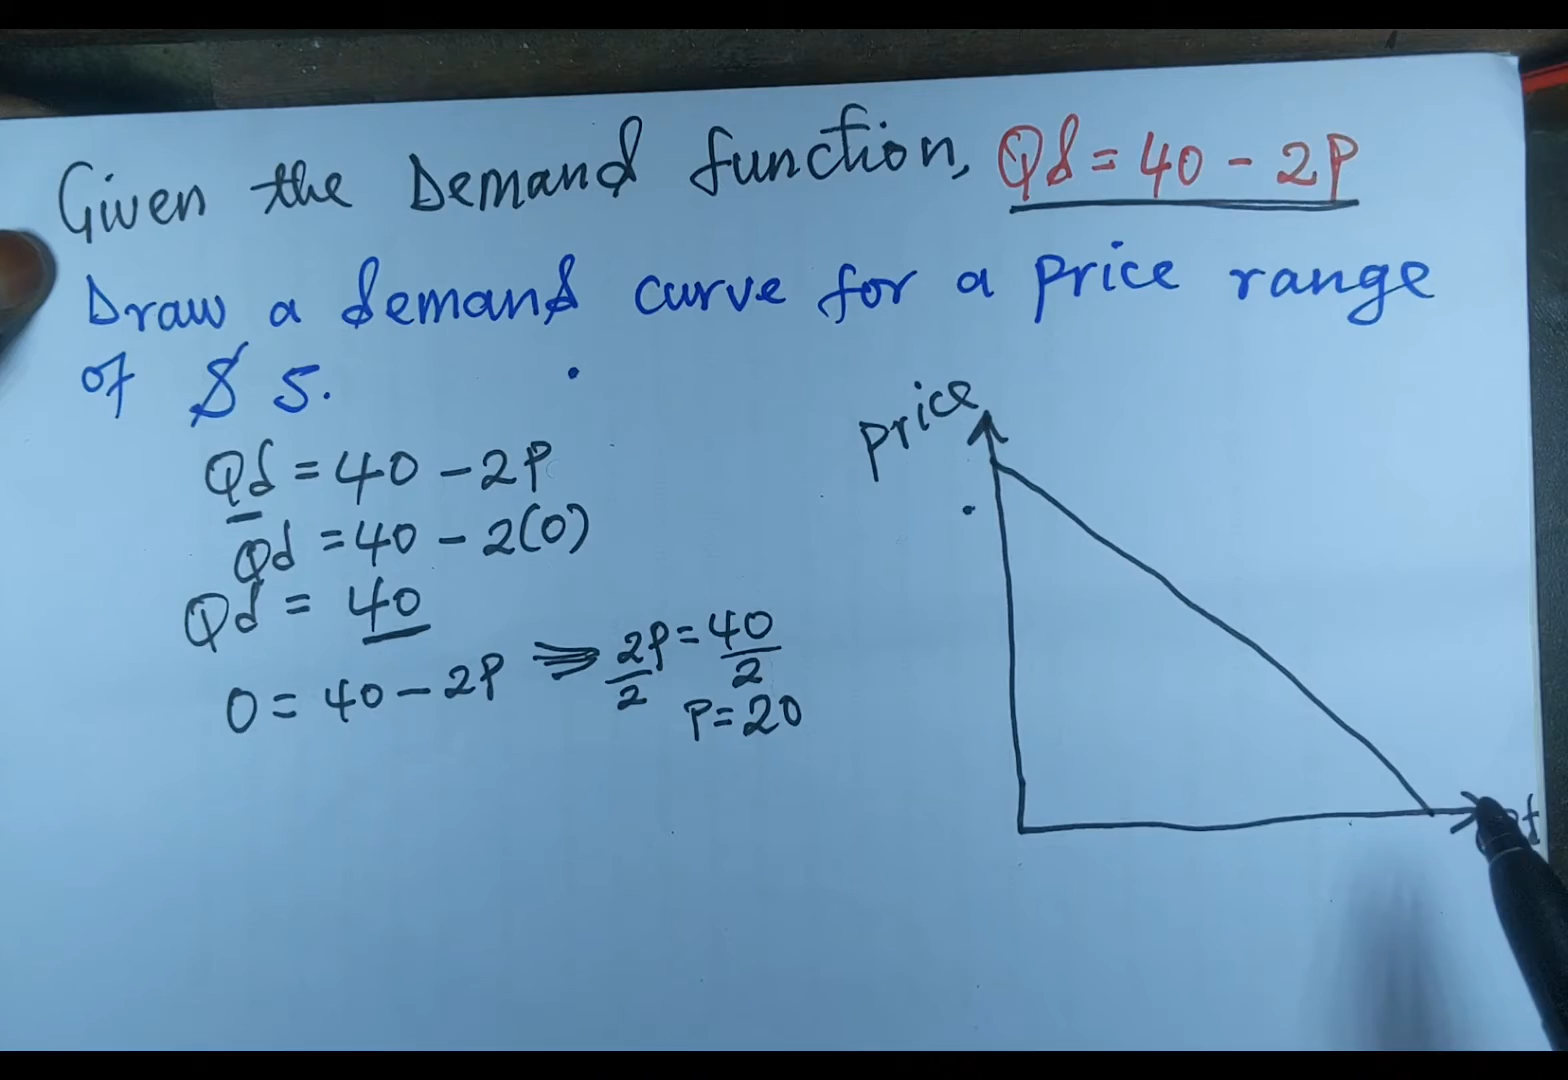 Given the Demand function, Qd = 40 - 2P
Draw a demand curve for a price range
of $ 5.
Qd = 40 - 2P
Qd = 40 - 2(0)
Qd = 40
0 = 40 - 2P ⇒ 2P/2 = 40/2
P = 20
Price